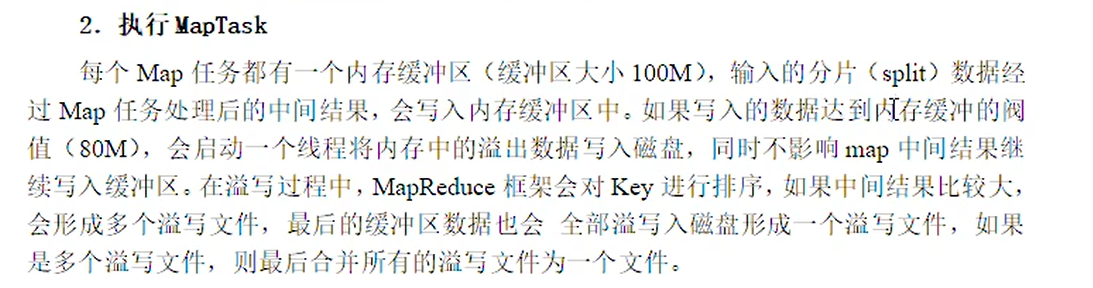 2．执行MapTask
每个 Map 任务都有一个内存缓冲区（缓冲区大小 100M），输入的分片（split）数据经
过 Map 任务处理后的中间结果，会写入内存缓冲区中。如果写入的数据达到内存缓冲的阀
值（80M），会启动一个线程将内存中的溢出数据写入磁盘，同时不影响 map 中间结果继
续写入缓冲区。在溢写过程中，MapReduce 框架会对 Key 进行排序，如果中间结果比较大，
会形成多个溢写文件，最后的缓冲区数据也会 全部溢写入磁盘形成一个溢写文件，如果
是多个溢写文件，则最后合并所有的溢写文件为一个文件。